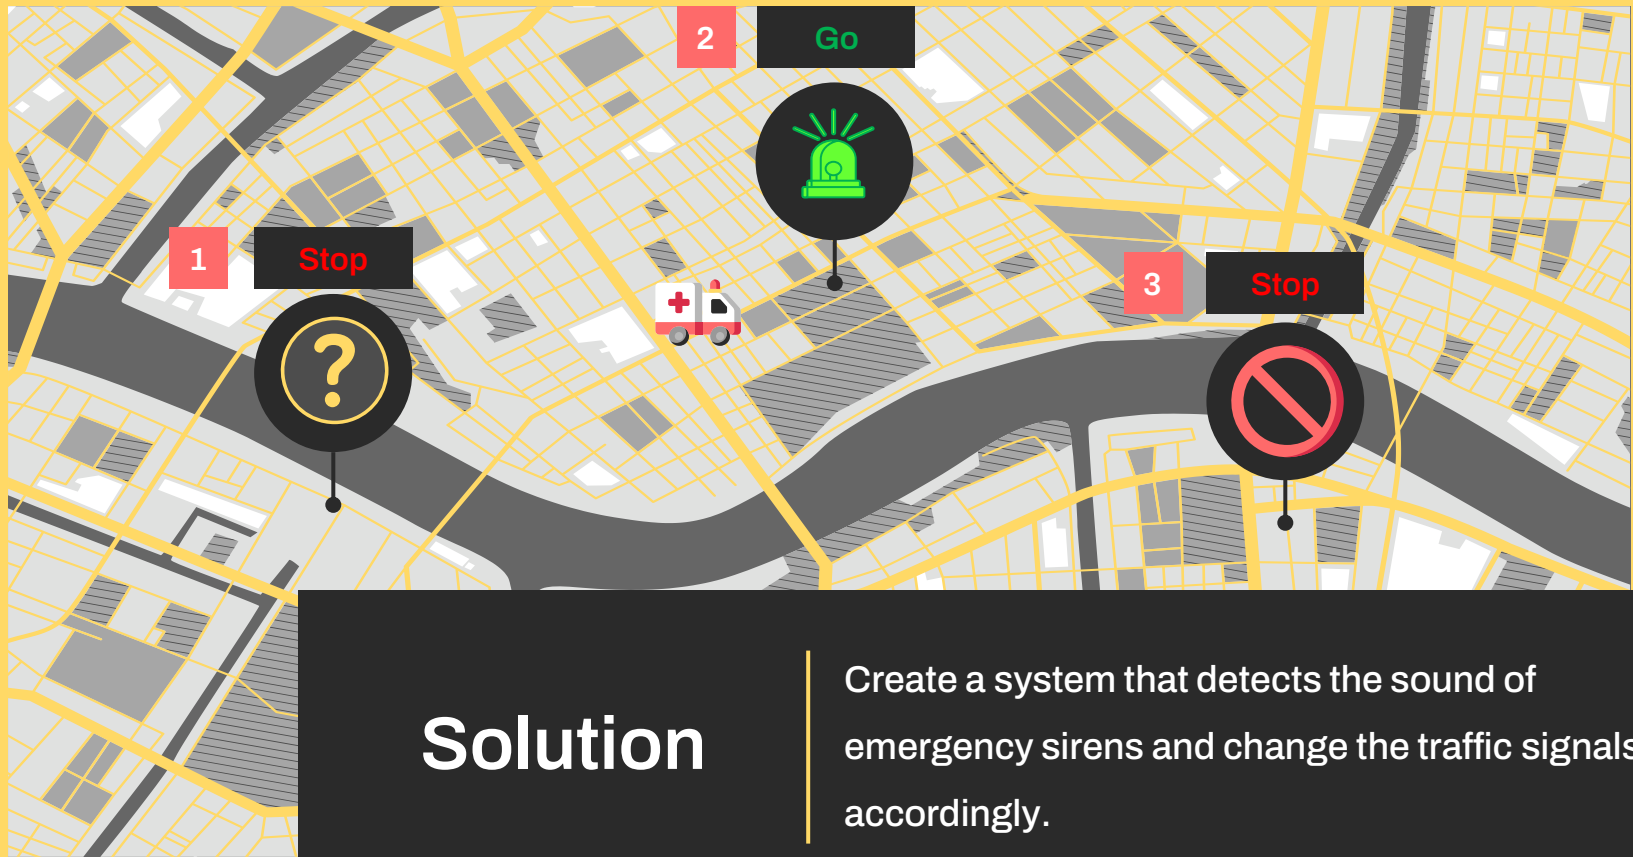 2 Go
1 Stop
3 Stop
Solution
Create a system that detects the sound of
emergency sirens and change the traffic signals
accordingly.